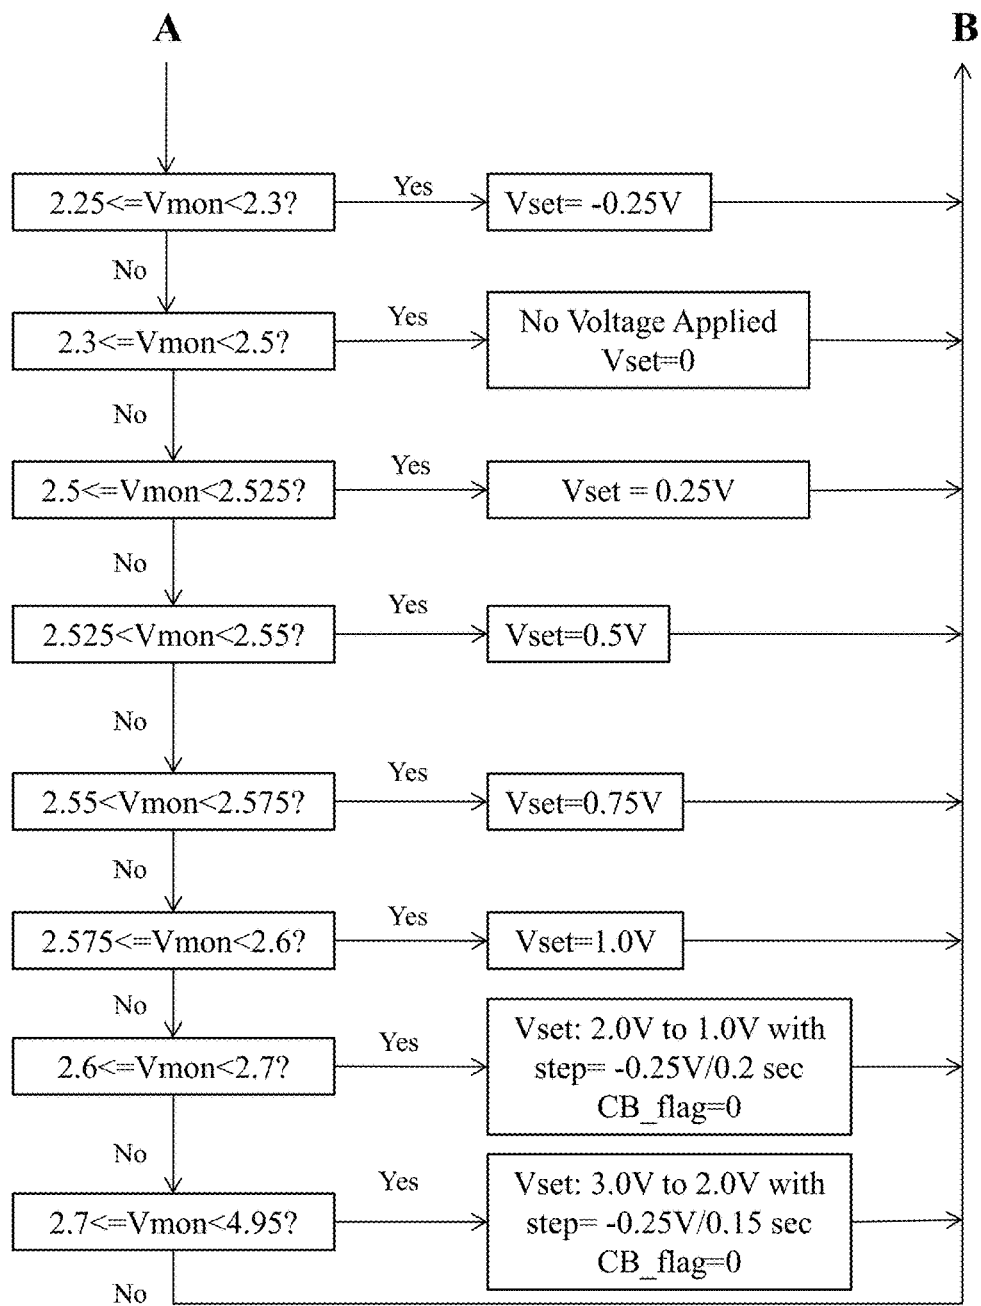 A
B
2.25<=Vmon<2.3?
Yes
Vset= -0.25V
No
2.3<=Vmon<2.5?
Yes
No Voltage Applied
Vset=0
No
2.5<=Vmon<2.525?
Yes
Vset = 0.25V
No
2.525<Vmon<2.55?
Yes
Vset=0.5V
No
2.55<Vmon<2.575?
Yes
Vset=0.75V
No
2.575<=Vmon<2.6?
Yes
Vset=1.0V
No
2.6<=Vmon<2.7?
Yes
Vset: 2.0V to 1.0V with
step= -0.25V/0.2 sec
CB_flag=0
No
2.7<=Vmon<4.95?
Yes
Vset: 3.0V to 2.0V with
step= -0.25V/0.15 sec
CB_flag=0
No